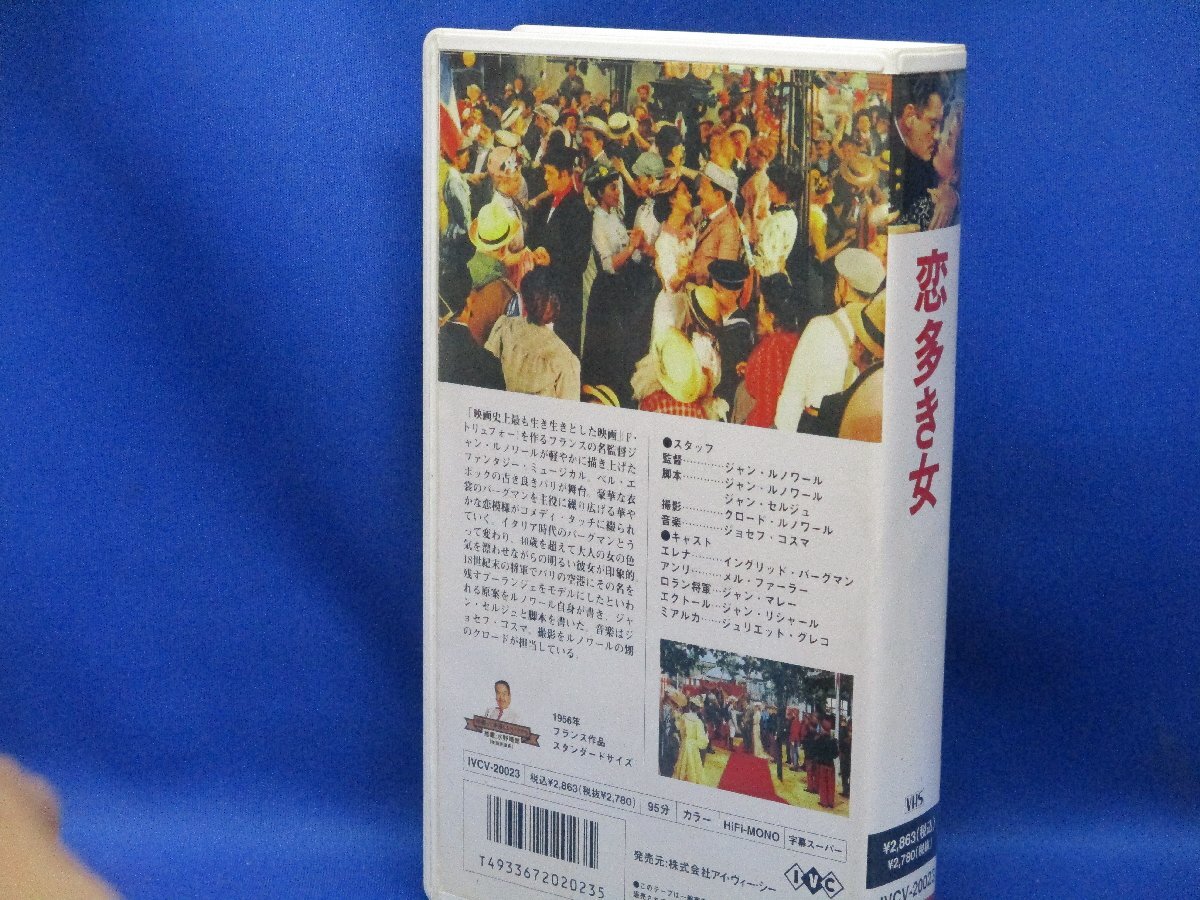 「映画史上最も生き生きとした映画」(F・
トリュフォー)を作るフランスの名監督ジ
ャン・ルノワールが軽やかに描き上げた
ファンタジー・ミュージカル。ベル・エ
ポックの古き良きパリが舞台。豪華な衣
裳のバーグマンを主役に繰り広げる華や
かな恋模様がコメディ・タッチに綴られ
ていく。イタリア時代のバーグマンとう
って変わり、40歳を超えて大人の女の色
気を漂わせながらの明るい彼女が印象的
18世紀末の将軍でパリの空港にその名を
残すブーランジェをモデルにしたといわ
れる原案をルノワール自身が書き、ジャ
ン・セルジュと脚本を書いた。音楽はジ
ョセフ・コスマ。撮影をルノワールの甥
のクロードが担当している。
●スタッフ
監督…………ジャン・ルノワール
脚本…………ジャン・ルノワール
ジャン・セルジュ
撮影…………クロード・ルノワール
音楽…………ジョセフ・コスマ
●キャスト
エレナ………イングリッド・バーグマン
アンリ………メル・ファーラー
ロラン将軍…ジャン・マレー
エクトール…ジャン・リシャール
ミアルカ……ジュリエット・グレコ
1956年
フランス作品
スタンダードサイズ
IVCV-20023 税込¥2,863(税抜¥2,780) 95分 カラー HiFi-MONO 字幕スーパー
T4933672020235
発売元:株式会社アイ・ヴィー・シー
IVC
●このテープは一般家
恋多き女
VHS
¥2,863(税込)
¥2,780(税抜)
IVCV-20023